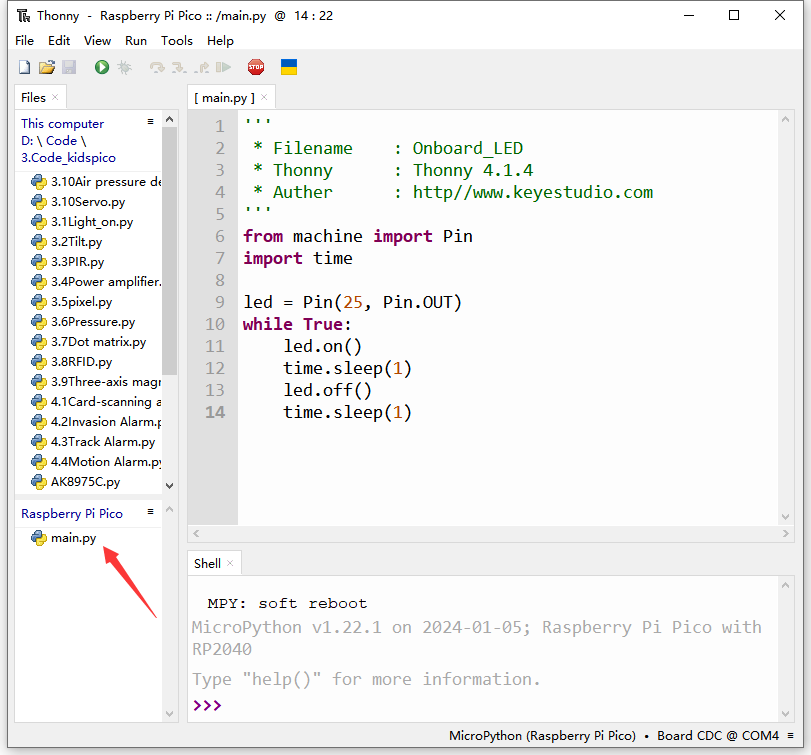 Thonny - Raspberry Pi Pico :: /main.py @ 14 : 22
File Edit View Run Tools Help
STOP
Files
This computer
D: \ Code \
3.Code_kidspico
3.10Air pressure de
3.10Servo.py
3.1Light_on.py
3.2Tilt.py
3.3PIR.py
3.4Power amplifier.
3.5pixel.py
3.6Pressure.py
3.7Dot matrix.py
3.8RFID.py
3.9Three-axis magr
4.1Card-scanning a
4.2Invasion Alarm.p
4.3Track Alarm.py
4.4Motion Alarm.py
AK8975C.py
Raspberry Pi Pico
main.py
[ main.py ]
1 '''
2  * Filename    : Onboard_LED
3  * Thonny      : Thonny 4.1.4
4  * Auther      : http//www.keyestudio.com
5 '''
6 from machine import Pin
7 import time
8
9 led = Pin(25, Pin.OUT)
10 while True:
11     led.on()
12     time.sleep(1)
13     led.off()
14     time.sleep(1)
Shell
MPY: soft reboot
MicroPython v1.22.1 on 2024-01-05; Raspberry Pi Pico with
RP2040
Type "help()" for more information.
>>>
MicroPython (Raspberry Pi Pico) • Board CDC @ COM4 ≡